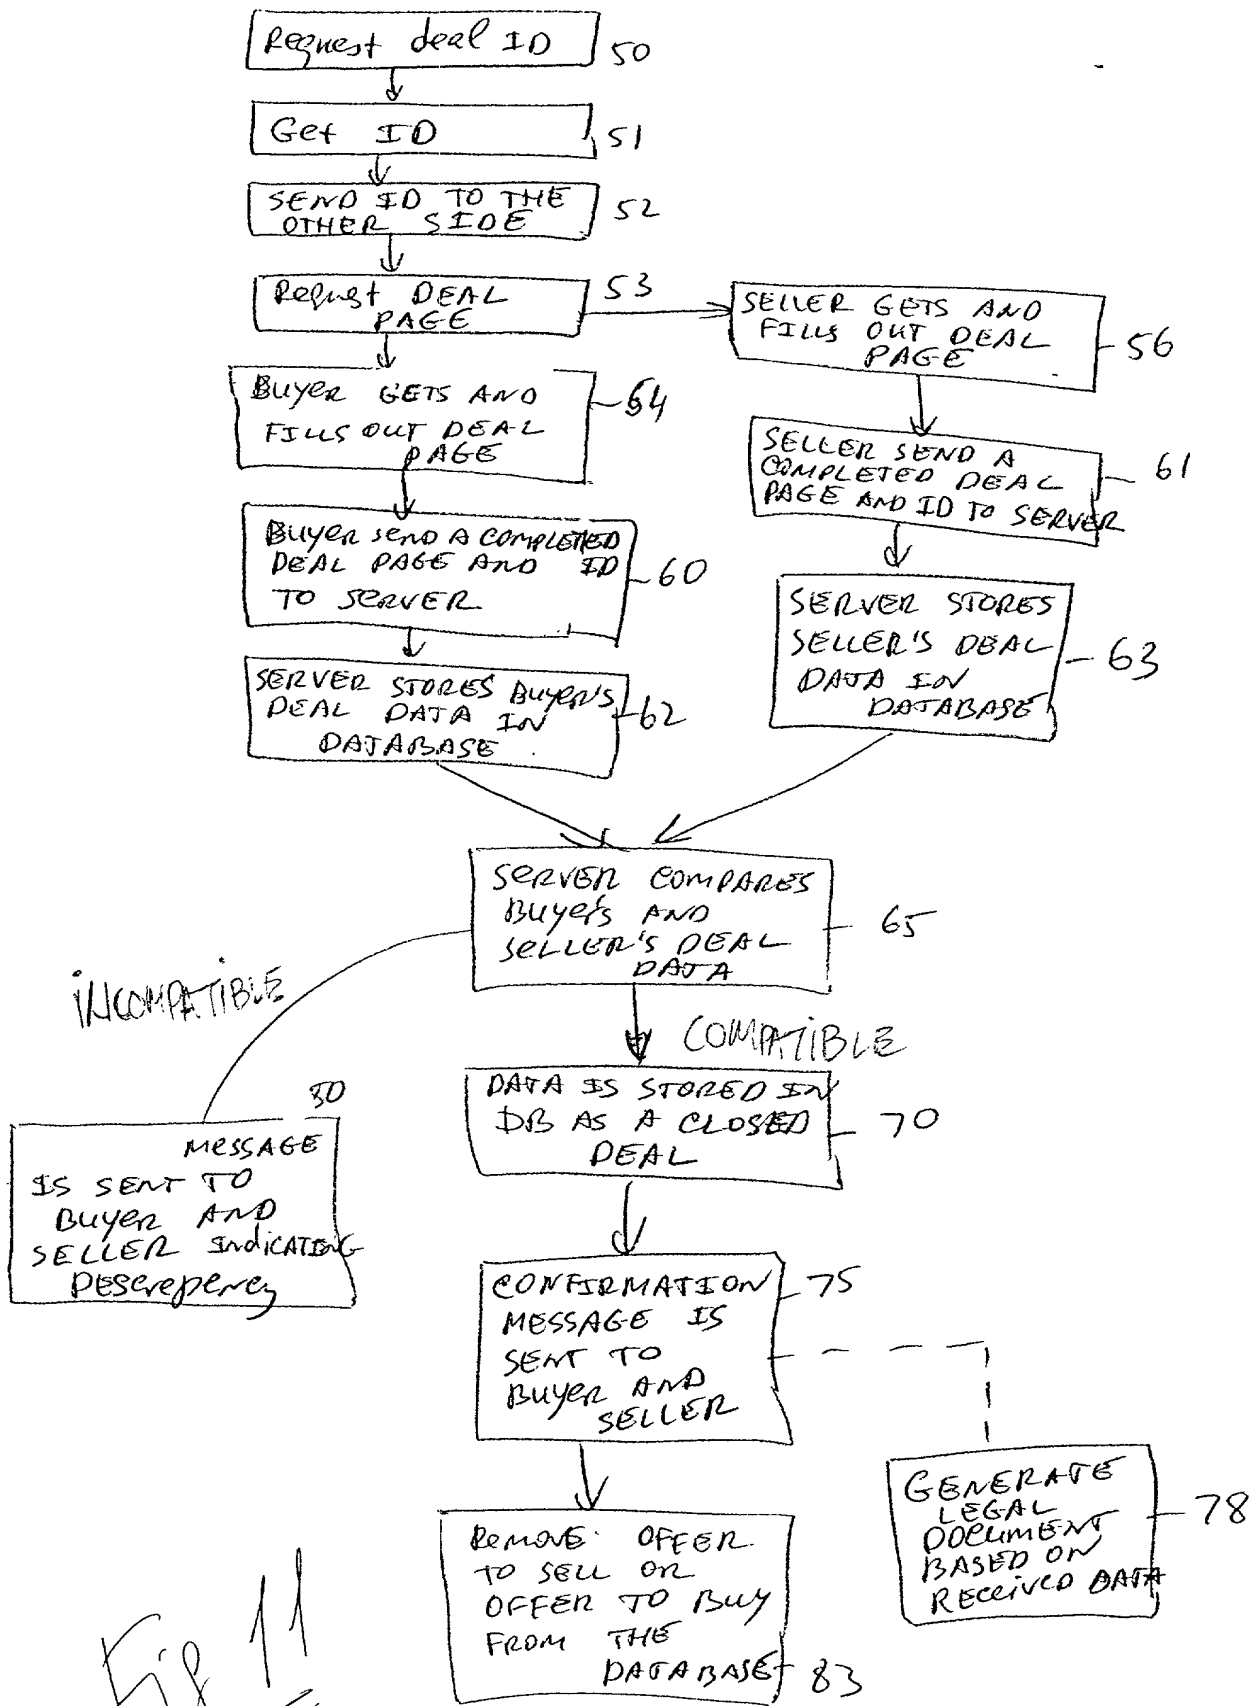 Request deal ID 50
Get ID 51
SEND ID TO THE
OTHER SIDE 52
Request DEAL
PAGE 53
SELLER GETS AND
FILLS OUT DEAL
PAGE 56
BUYER GETS AND
FILLS OUT DEAL
PAGE 54
SELLER SEND A
COMPLETED DEAL
PAGE AND ID TO SERVER 61
BUYER SEND A COMPLETED
DEAL PAGE AND ID
TO SERVER 60
SERVER STORES
SELLER'S DEAL
DATA IN
DATABASE 63
SERVER STORES BUYER'S
DEAL DATA IN
DATABASE 62
SERVER COMPARES
BUYER'S AND
SELLER'S DEAL
DATA 65
INCOMPATIBLE
COMPATIBLE
DATA IS STORED IN
DB AS A CLOSED
DEAL 70
MESSAGE
IS SENT TO
BUYER AND
SELLER INDICATING
DESCREPENCY
CONFIRMATION
MESSAGE IS
SENT TO
BUYER AND
SELLER 75
GENERATE
LEGAL
DOCUMENT
BASED ON
RECEIVED DATA 78
REMOVE OFFER
TO SELL OR
OFFER TO BUY
FROM THE
DATABASE 83
Fig 11